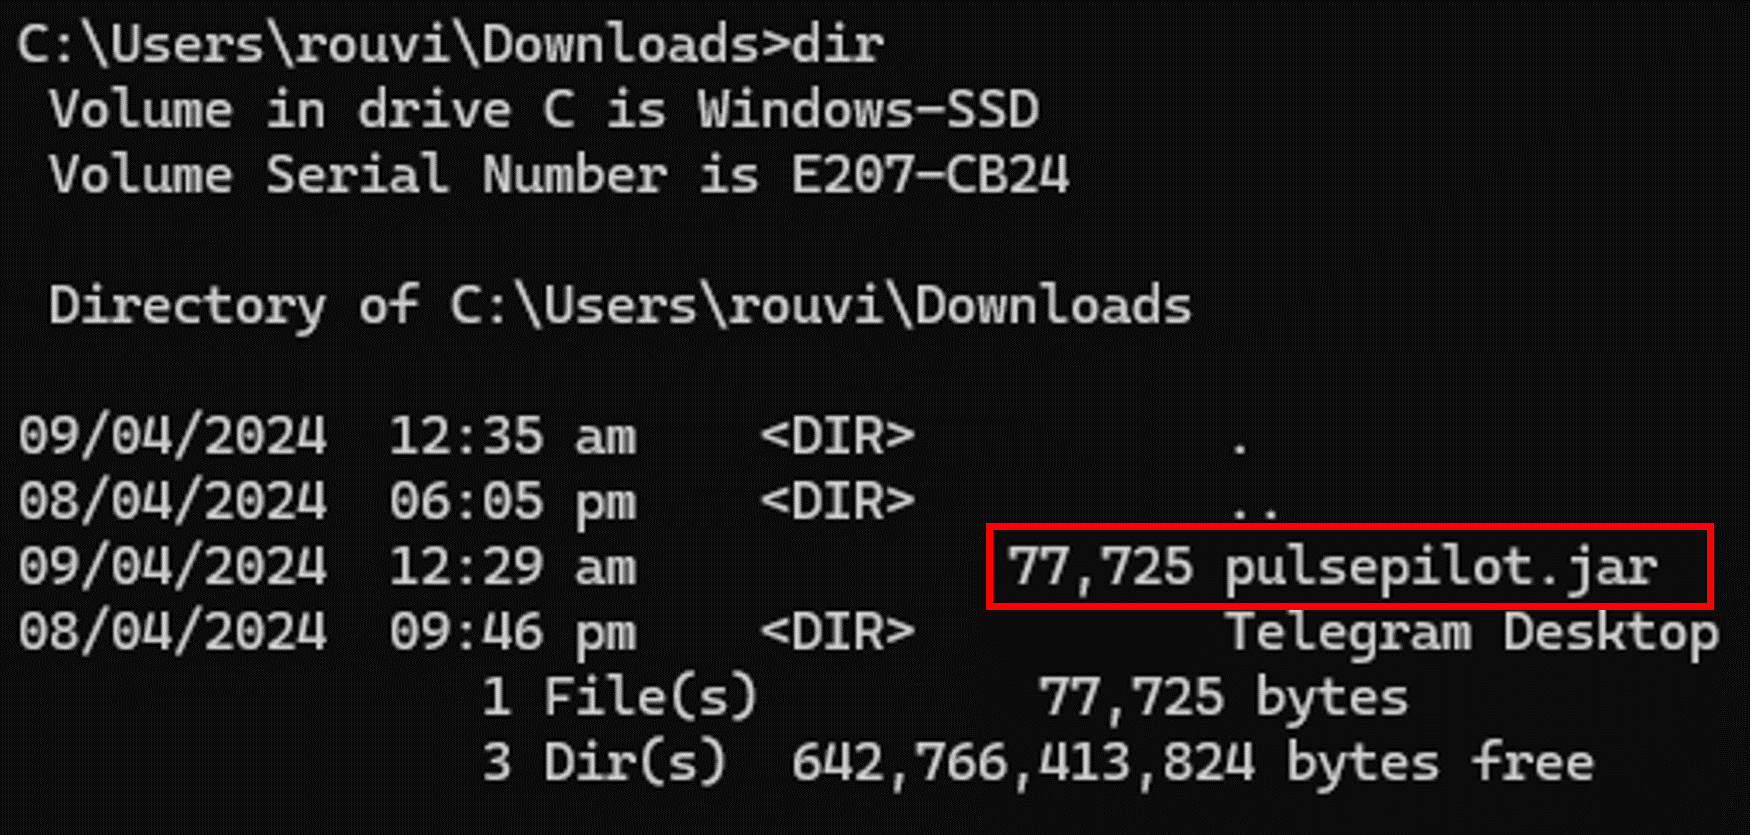 C:\Users\rouvi\Downloads>dir
Volume in drive C is Windows-SSD
Volume Serial Number is E207-CB24
Directory of C:\Users\rouvi\Downloads
09/04/2024  12:35 am    <DIR>          .
08/04/2024  06:05 pm    <DIR>          ..
09/04/2024  12:29 am            77,725 pulsepilot.jar
08/04/2024  09:46 pm    <DIR>          Telegram Desktop
1 File(s)         77,725 bytes
3 Dir(s)  642,766,413,824 bytes free